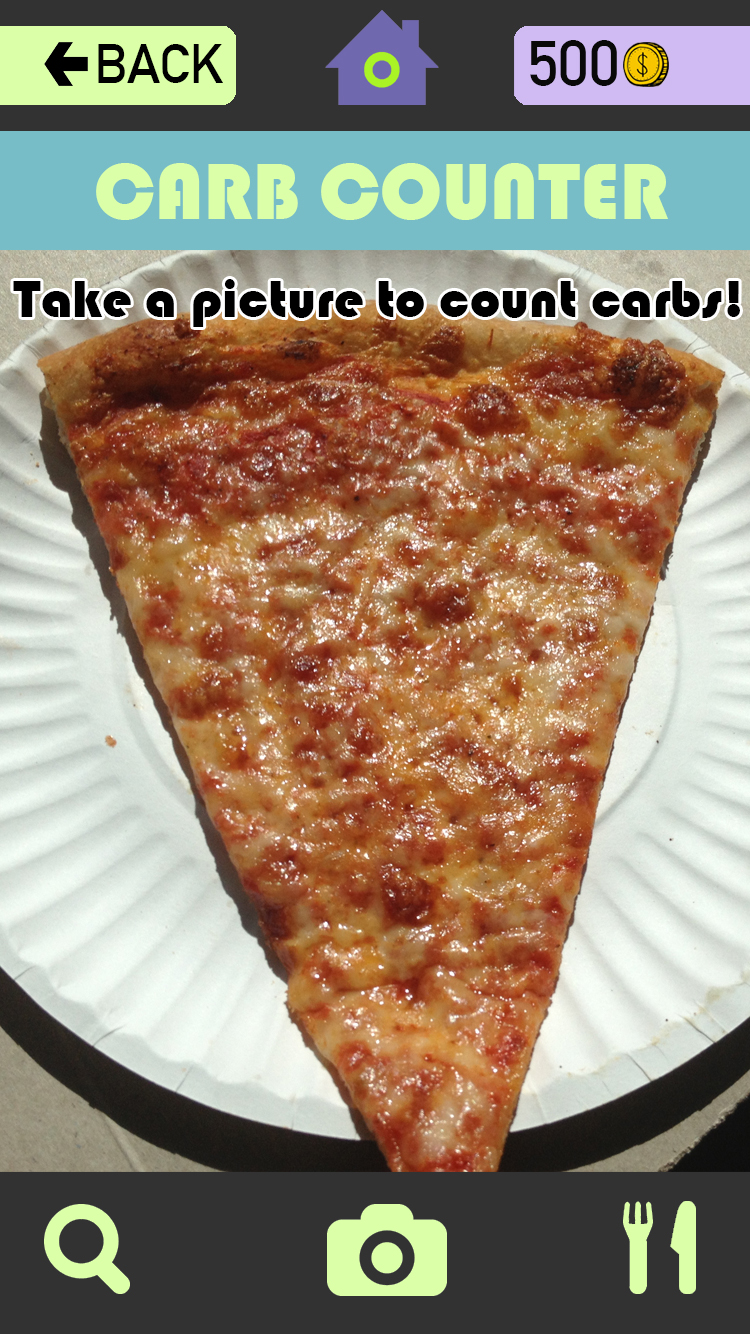 BACK
500
CARB COUNTER
Take a picture to count carbs!